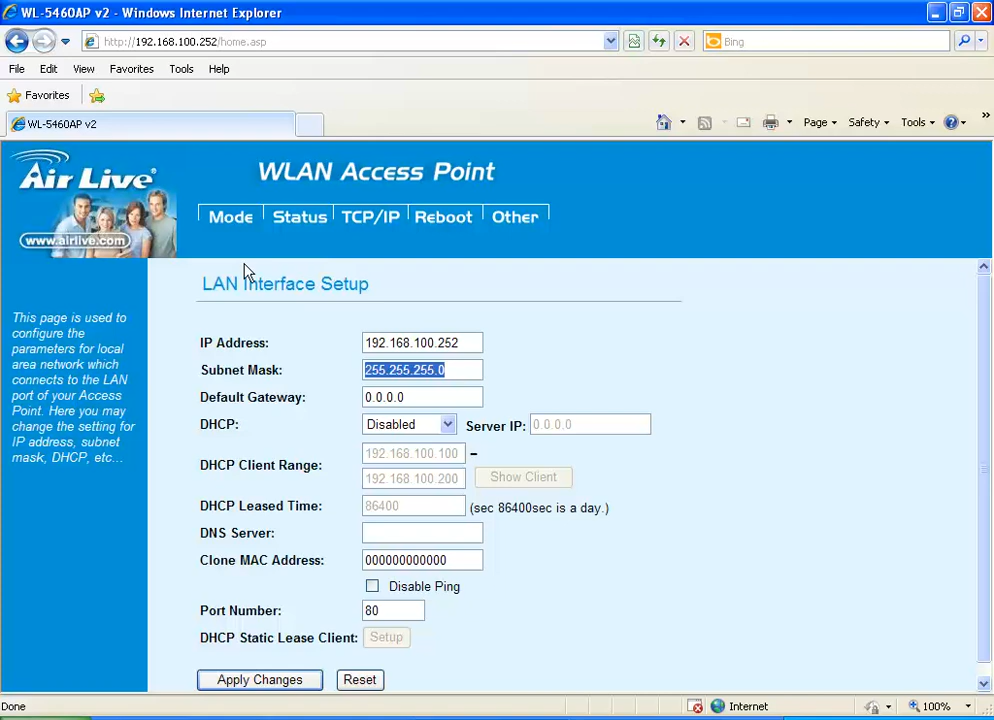 WL-5460AP v2 - Windows Internet Explorer
http://192.168.100.252/home.asp
Bing
File Edit View Favorites Tools Help
Favorites
WL-5460AP v2
Page Safety Tools »
Air Live®
www.airlive.com
WLAN Access Point
Mode Status TCP/IP Reboot Other
This page is used to
configure the
parameters for local
area network which
connects to the LAN
port of your Access
Point. Here you may
change the setting for
IP address, subnet
mask, DHCP, etc...
LAN Interface Setup
IP Address: 192.168.100.252
Subnet Mask: 255.255.255.0
Default Gateway: 0.0.0.0
DHCP: Disabled Server IP: 0.0.0.0
DHCP Client Range: 192.168.100.100 –
192.168.100.200 Show Client
DHCP Leased Time: 86400 (sec 86400sec is a day.)
DNS Server:
Clone MAC Address: 000000000000
Disable Ping
Port Number: 80
DHCP Static Lease Client: Setup
Apply Changes Reset
Done Internet 100%